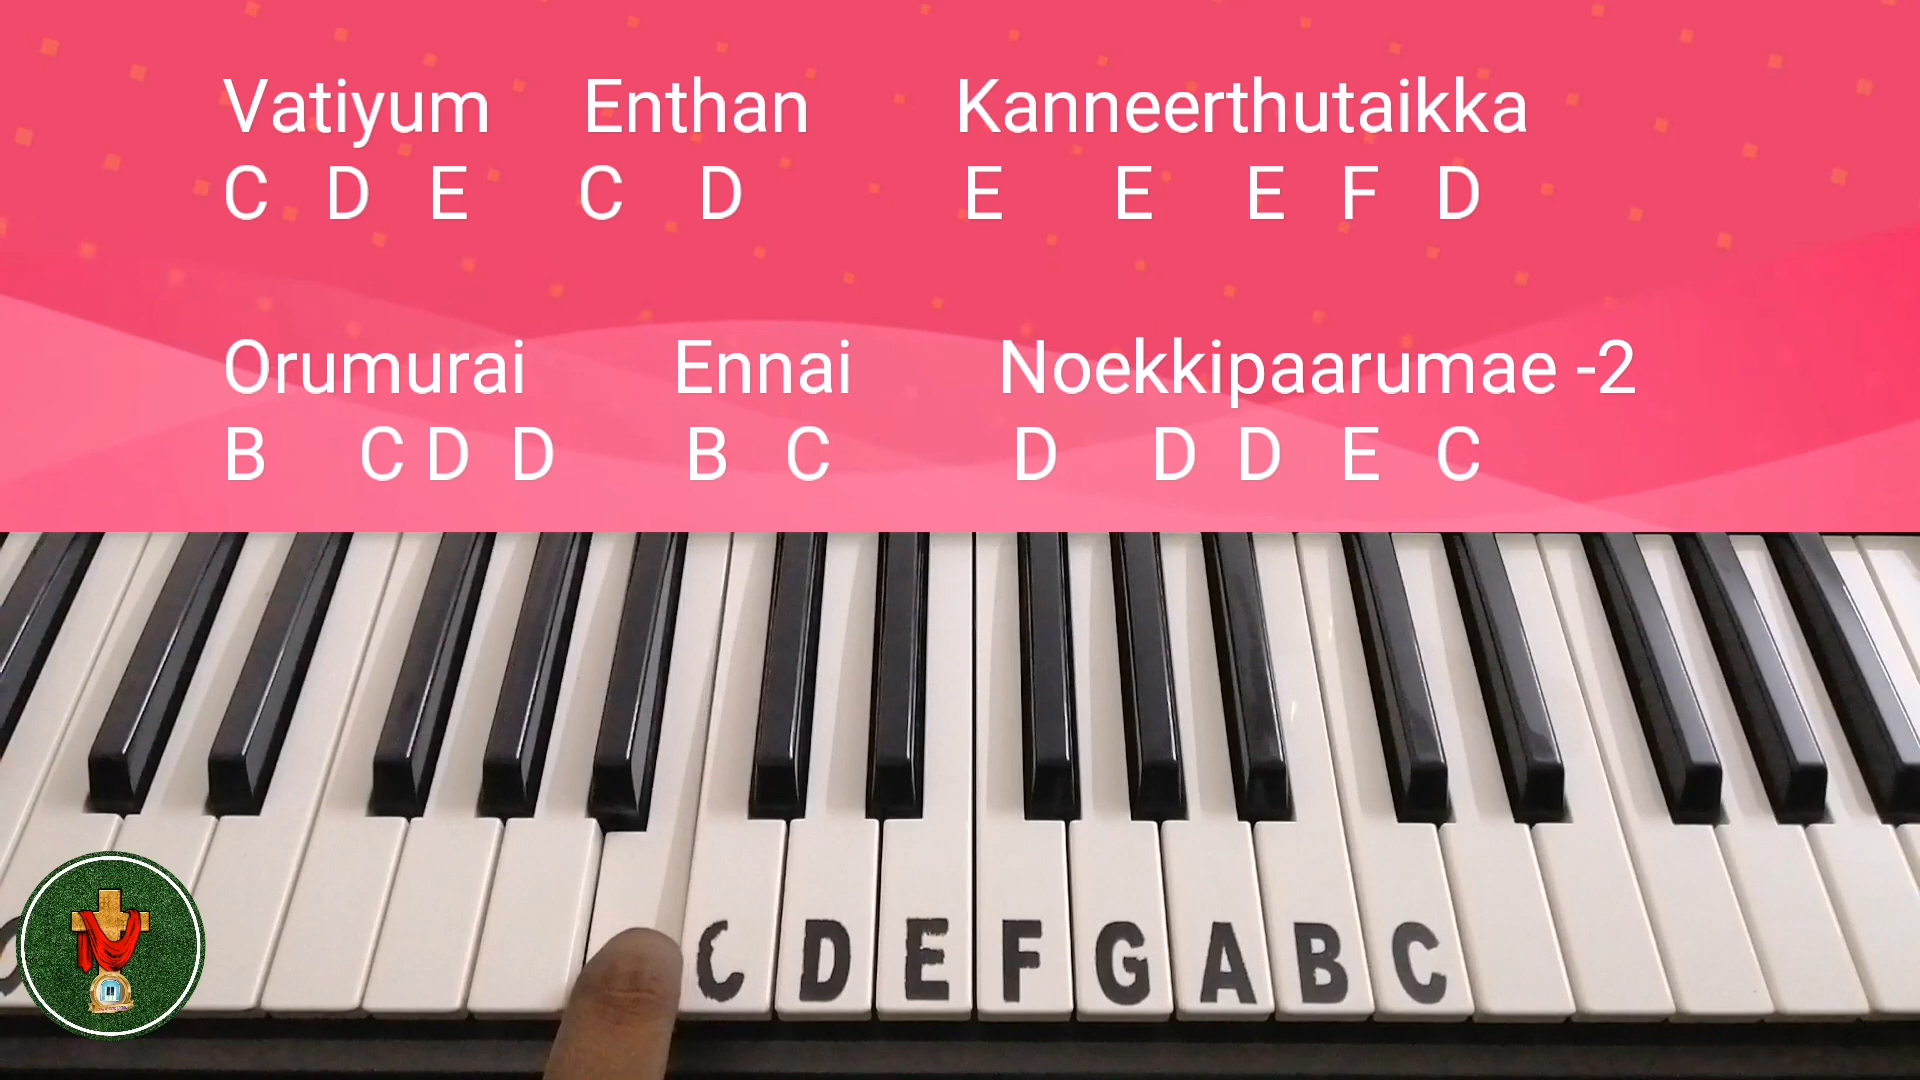 Vatiyum Enthan Kanneerthutaikka
C D E C D E E E F D
Orumurai Ennai Noekkipaarumae -2
B C D D B C D D D E C
C D E F G A B C